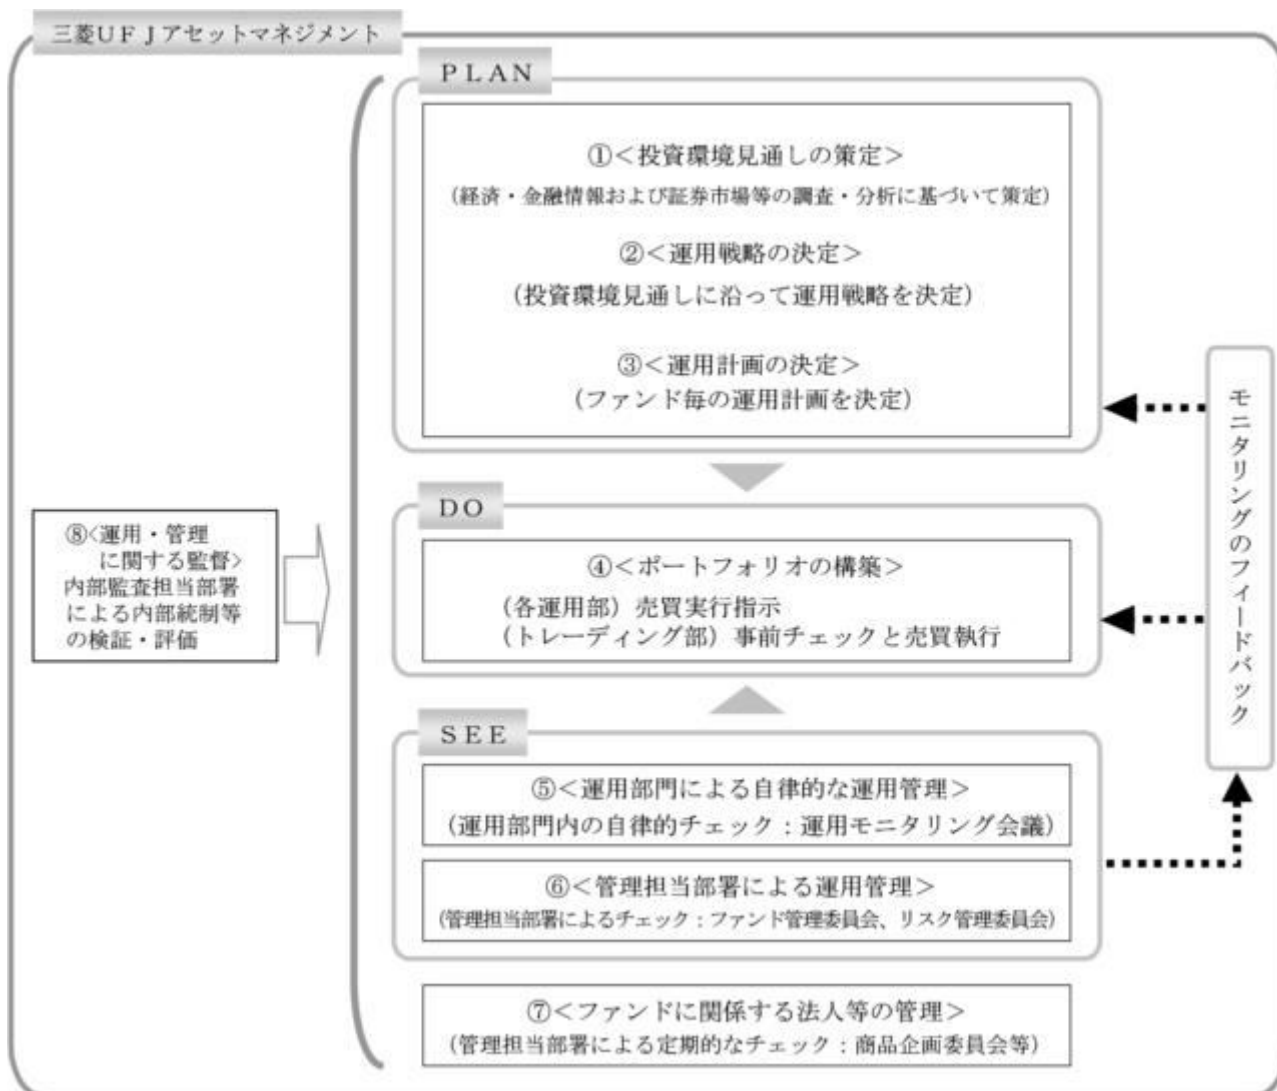 三菱ＵＦＪアセットマネジメント
ＰＬＡＮ
①＜投資環境見通しの策定＞
（経済・金融情報および証券市場等の調査・分析に基づいて策定）
②＜運用戦略の決定＞
（投資環境見通しに沿って運用戦略を決定）
③＜運用計画の決定＞
（ファンド毎の運用計画を決定）
ＤＯ
④＜ポートフォリオの構築＞
（各運用部）売買実行指示
（トレーディング部）事前チェックと売買執行
ＳＥＥ
⑤＜運用部門による自律的な運用管理＞
（運用部門内の自律的チェック：運用モニタリング会議）
⑥＜管理担当部署による運用管理＞
（管理担当部署によるチェック：ファンド管理委員会、リスク管理委員会）
⑦＜ファンドに関係する法人等の管理＞
（管理担当部署による定期的なチェック：商品企画委員会等）
⑧＜運用・管理
に関する監督＞
内部監査担当部署
による内部統制等
の検証・評価
モニタリングのフィードバック